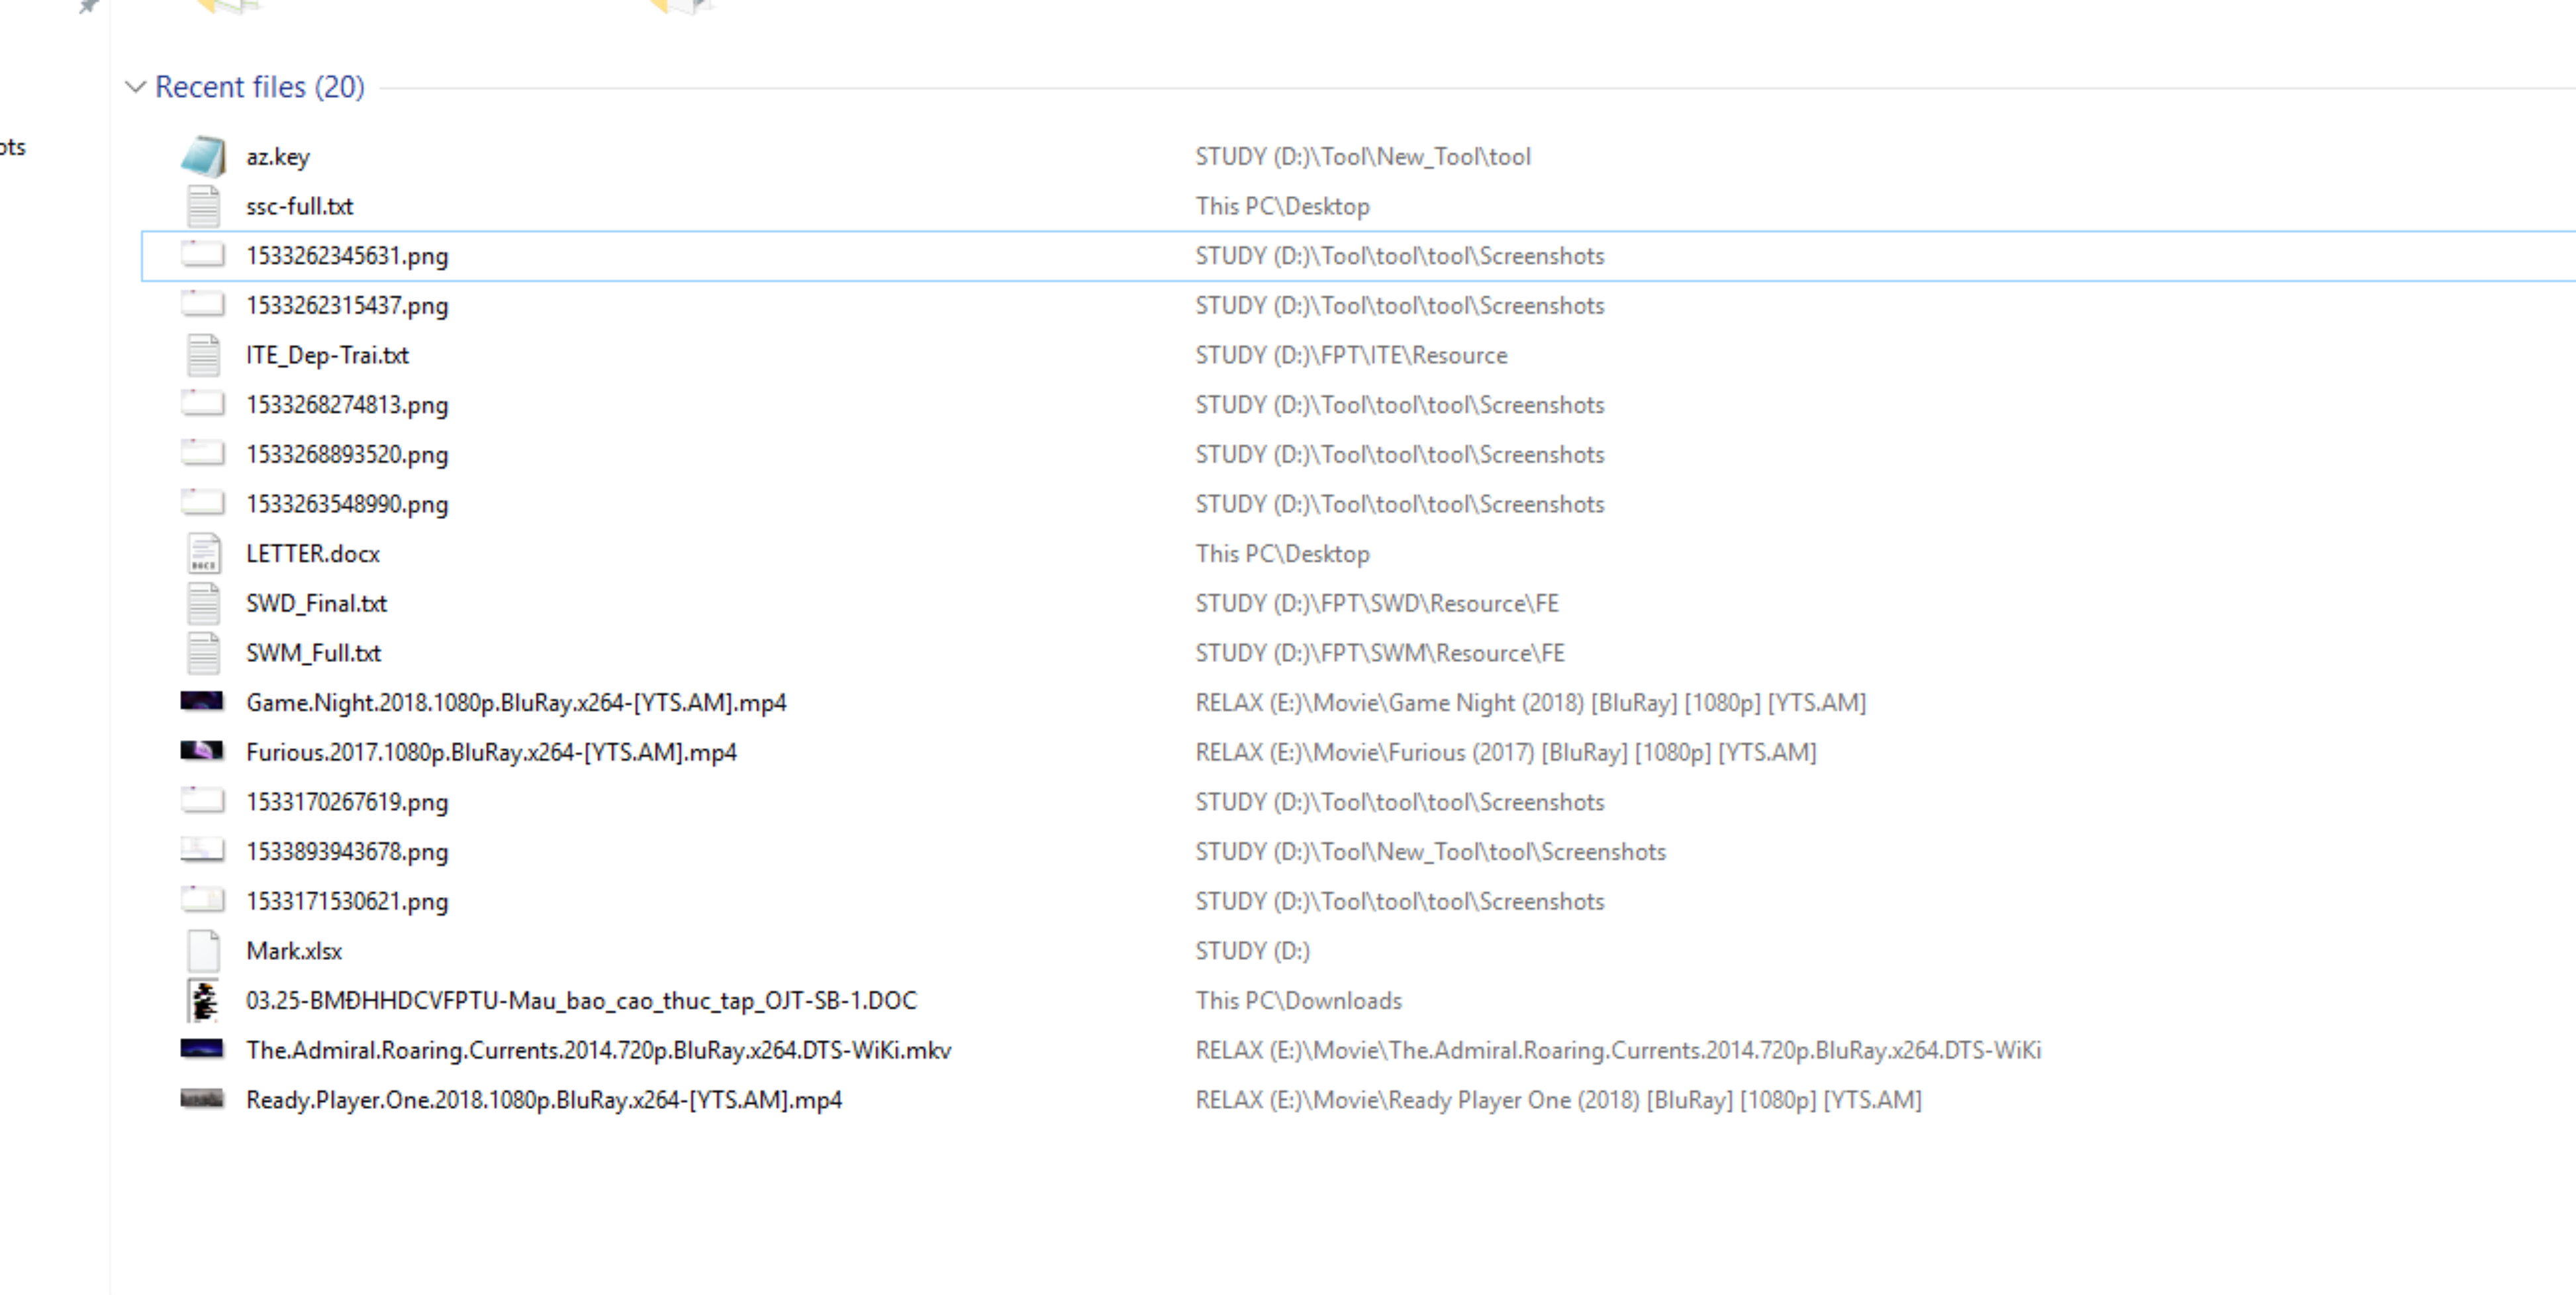 Recent files (20)
ots
az.key STUDY (D:)\Tool\New_Tool\tool
ssc-full.txt This PC\Desktop
1533262345631.png STUDY (D:)\Tool\tool\tool\Screenshots
1533262315437.png STUDY (D:)\Tool\tool\tool\Screenshots
ITE_Dep-Trai.txt STUDY (D:)\FPT\ITE\Resource
1533268274813.png STUDY (D:)\Tool\tool\tool\Screenshots
1533268893520.png STUDY (D:)\Tool\tool\tool\Screenshots
1533263548990.png STUDY (D:)\Tool\tool\tool\Screenshots
LETTER.docx This PC\Desktop
SWD_Final.txt STUDY (D:)\FPT\SWD\Resource\FE
SWM_Full.txt STUDY (D:)\FPT\SWM\Resource\FE
Game.Night.2018.1080p.BluRay.x264-[YTS.AM].mp4 RELAX (E:)\Movie\Game Night (2018) [BluRay] [1080p] [YTS.AM]
Furious.2017.1080p.BluRay.x264-[YTS.AM].mp4 RELAX (E:)\Movie\Furious (2017) [BluRay] [1080p] [YTS.AM]
1533170267619.png STUDY (D:)\Tool\tool\tool\Screenshots
1533893943678.png STUDY (D:)\Tool\New_Tool\tool\Screenshots
1533171530621.png STUDY (D:)\Tool\tool\tool\Screenshots
Mark.xlsx STUDY (D:)
03.25-BMĐHHDCVFPTU-Mau_bao_cao_thuc_tap_OJT-SB-1.DOC This PC\Downloads
The.Admiral.Roaring.Currents.2014.720p.BluRay.x264.DTS-WiKi.mkv RELAX (E:)\Movie\The.Admiral.Roaring.Currents.2014.720p.BluRay.x264.DTS-WiKi
Ready.Player.One.2018.1080p.BluRay.x264-[YTS.AM].mp4 RELAX (E:)\Movie\Ready Player One (2018) [BluRay] [1080p] [YTS.AM]